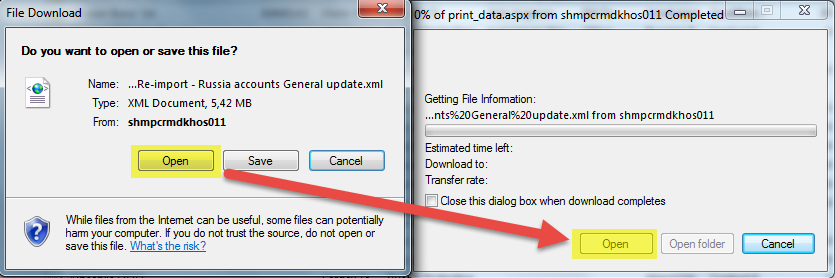 File Download
Do you want to open or save this file?
Name: ...Re-import - Russia accounts General update.xml
Type: XML Document, 5,42 MB
From: shmpcrmdkhos011
Open Save Cancel
While files from the Internet can be useful, some files can potentially
harm your computer. If you do not trust the source, do not open or
save this file. What's the risk?
0% of print_data.aspx from shmpcrmdkhos011 Completed
Getting File Information:
...nts%20General%20update.xml from shmpcrmdkhos011
Estimated time left:
Download to:
Transfer rate:
Close this dialog box when download completes
Open Open folder Cancel